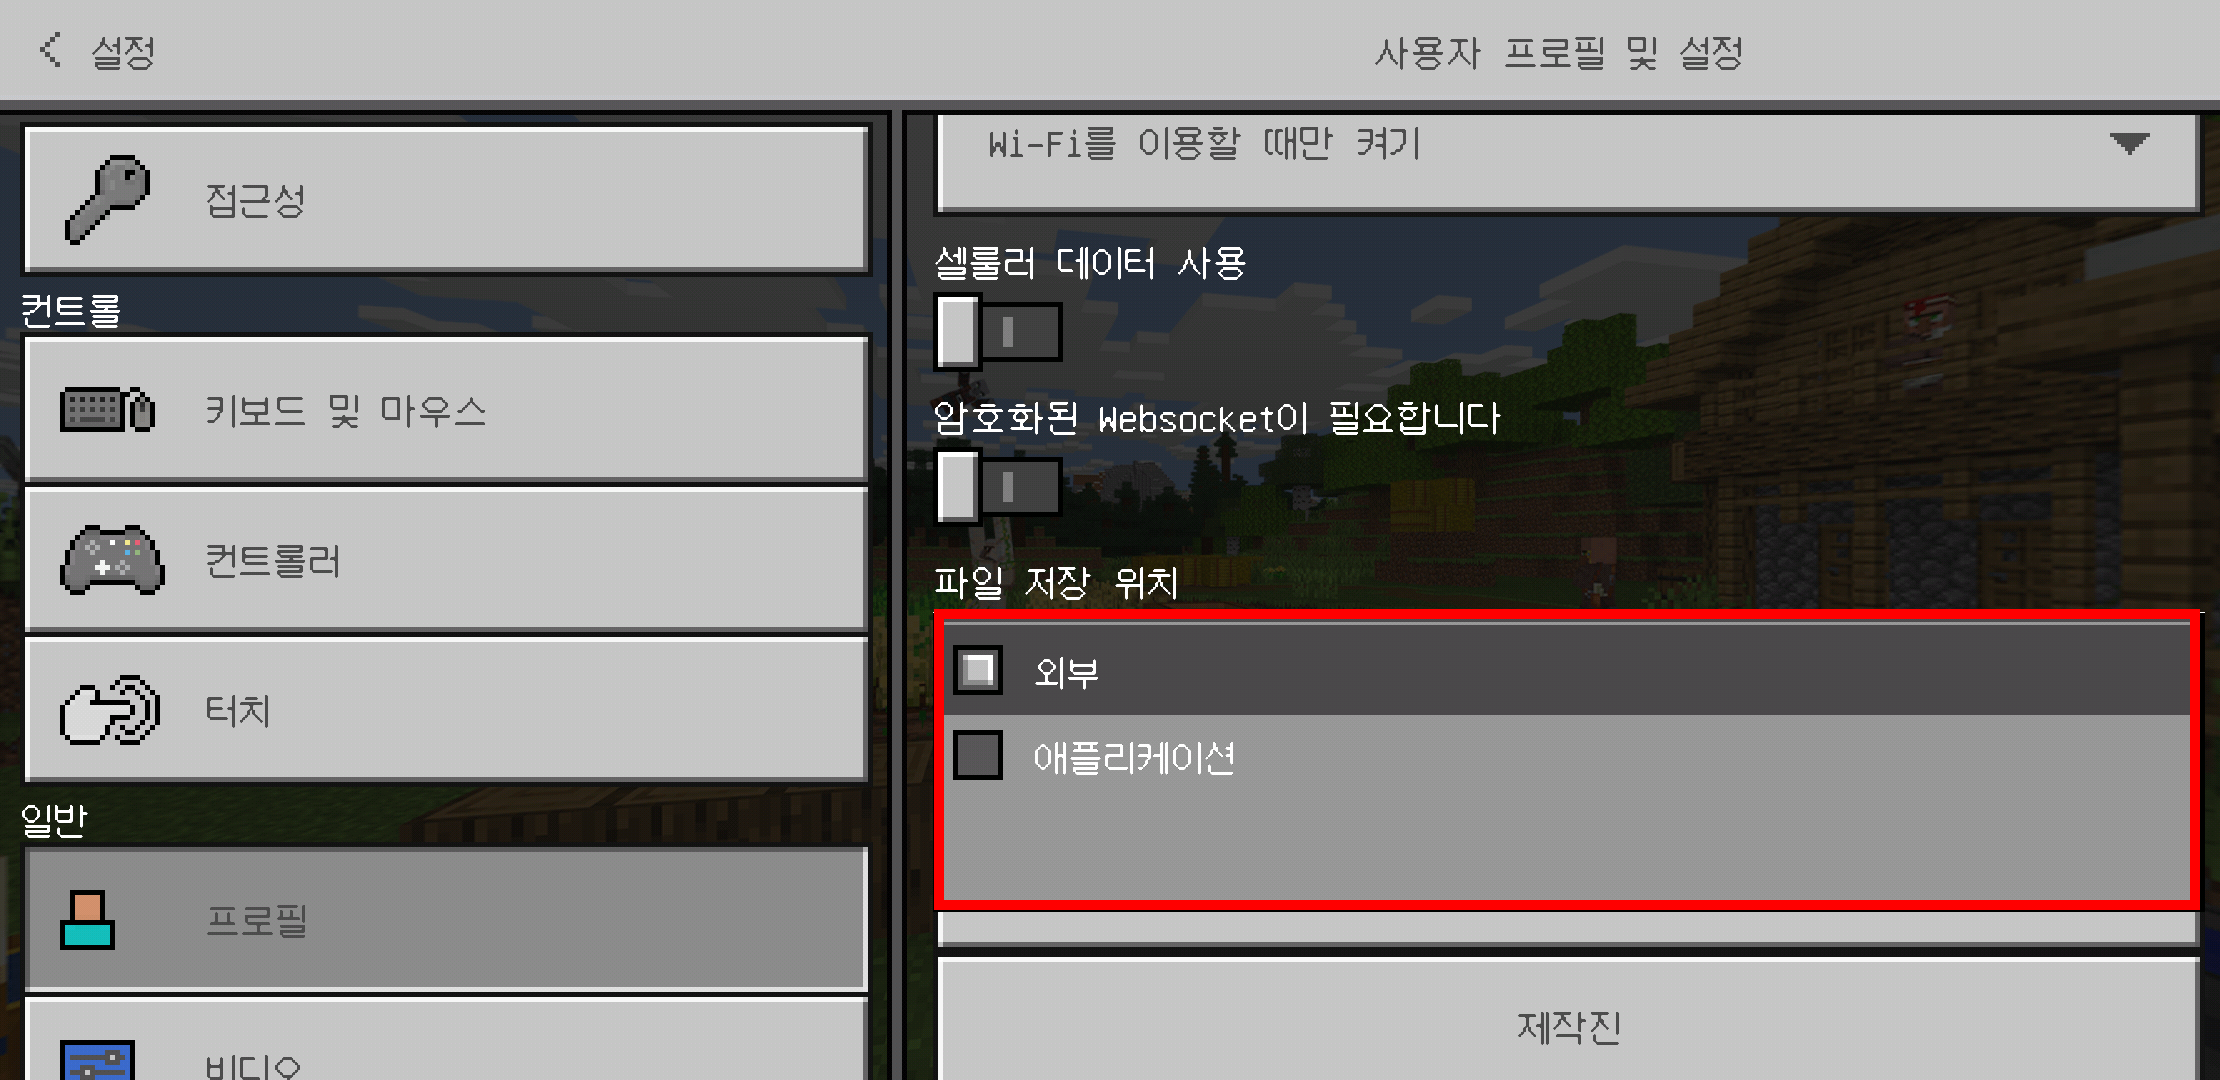 설정
사용자 프로필 및 설정
접근성
컨트롤
키보드 및 마우스
컨트롤러
터치
일반
프로필
비디오
Wi-Fi를 이용할 때만 켜기
셀룰러 데이터 사용
암호화된 Websocket이 필요합니다
파일 저장 위치
외부
애플리케이션
제작진